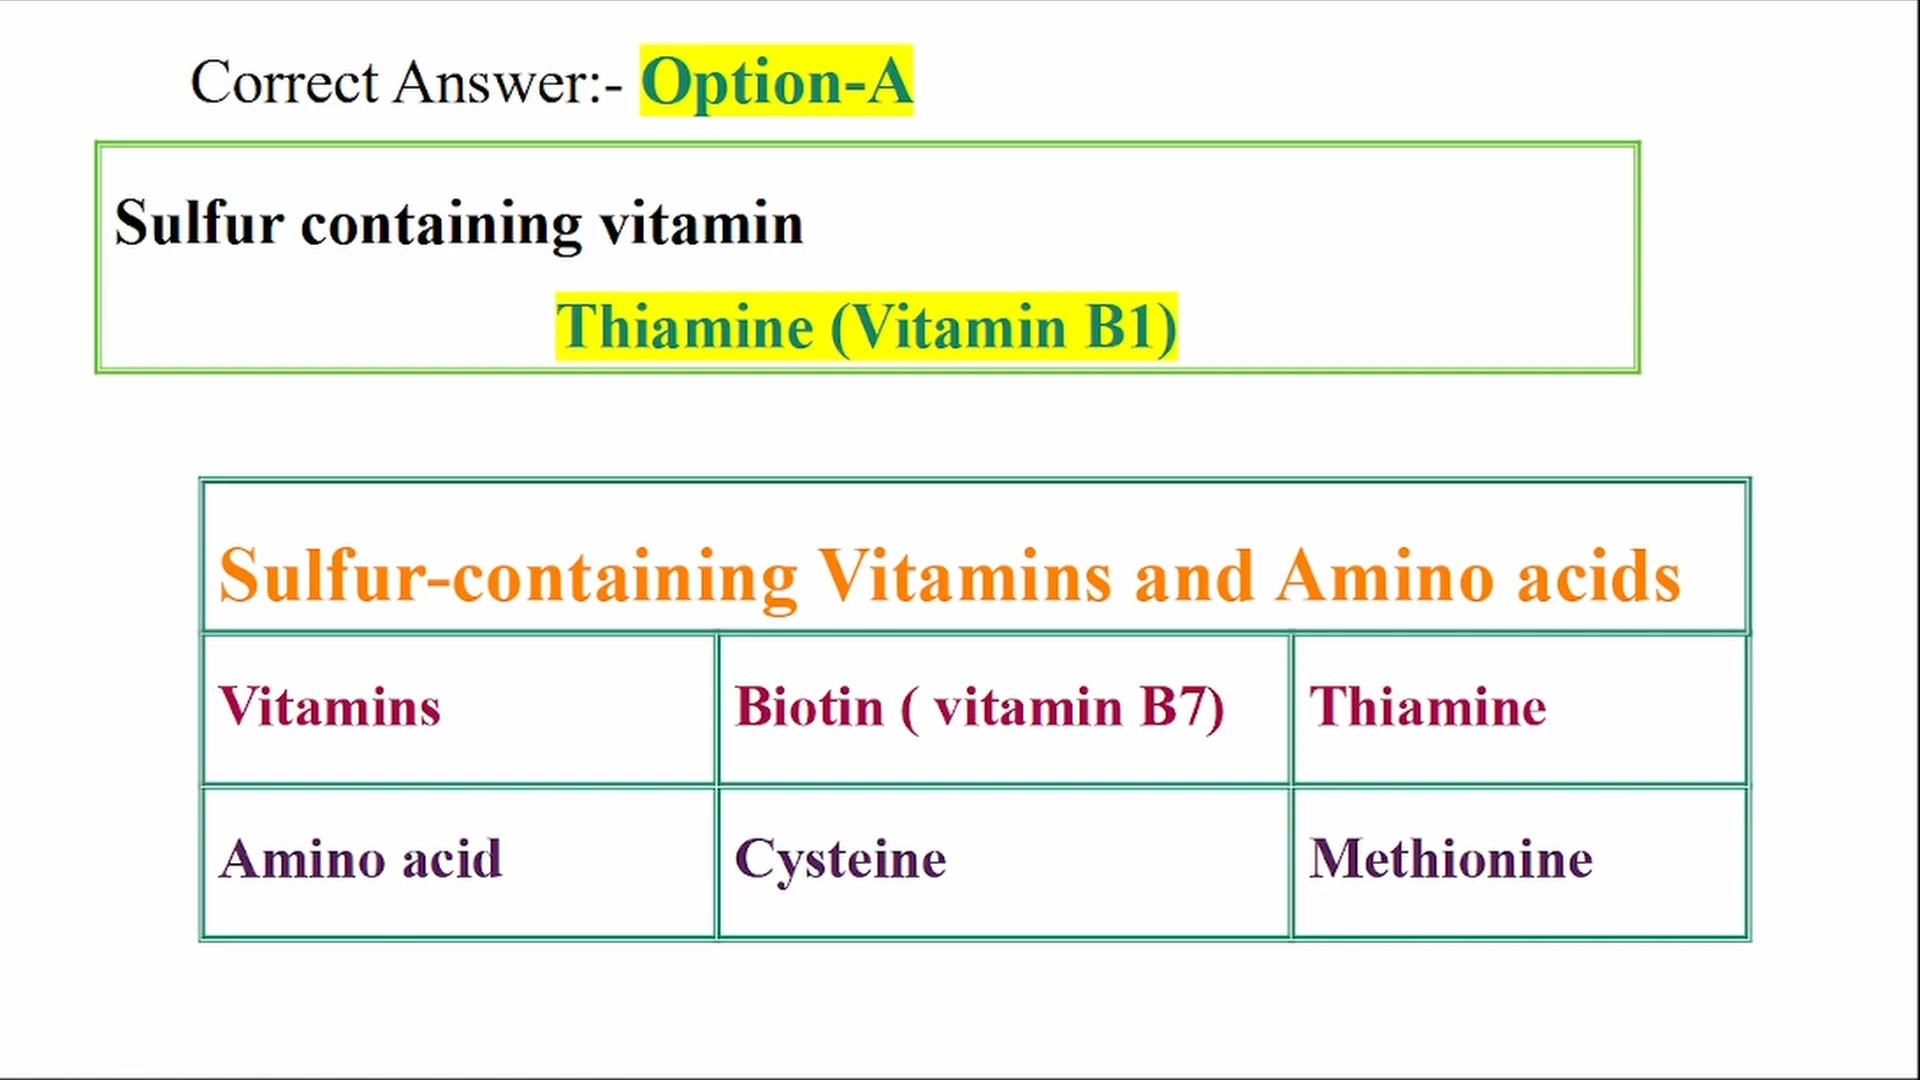 Correct Answer:- Option-A
Sulfur containing vitamin
Thiamine (Vitamin B1)
Sulfur-containing Vitamins and Amino acids
Vitamins Biotin ( vitamin B7) Thiamine
Amino acid Cysteine Methionine